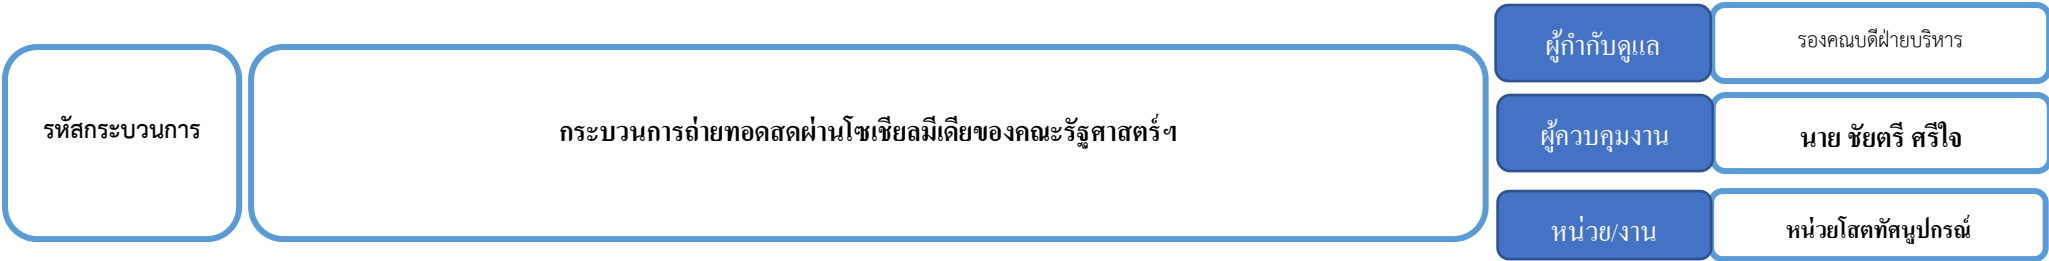 รหัสกระบวนการ
กระบวนการถ่ายทอดสดผ่านโซเชียลมีเดียของคณะรัฐศาสตร์ฯ
ผู้กำกับดูแล
รองคณบดีฝ่ายบริหาร
ผู้ควบคุมงาน
นาย ชัยตรี ศรีใจ
หน่วย/งาน
หน่วยโสตทัศนูปกรณ์